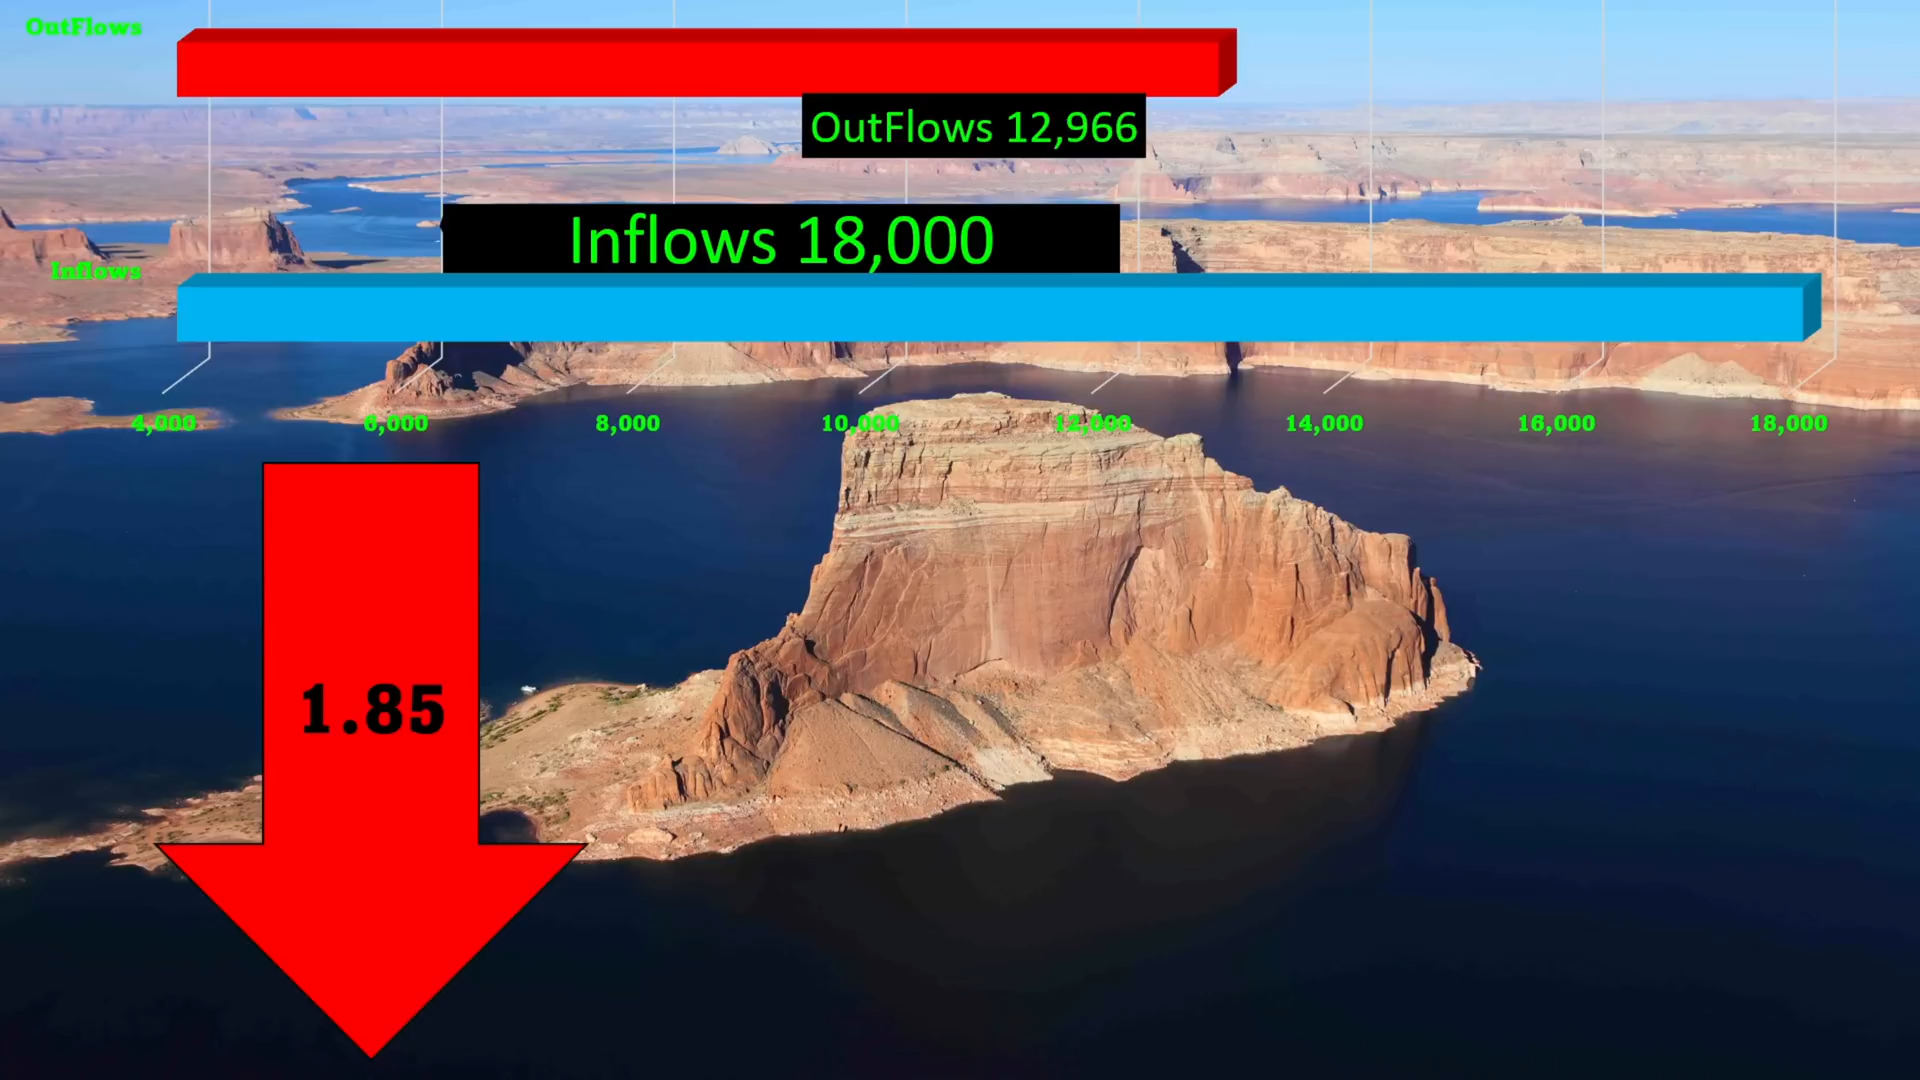 OutFlows
OutFlows 12,966
Inflows 18,000
Inflows
4,000 6,000 8,000 10,000 12,000 14,000 16,000 18,000
1.85